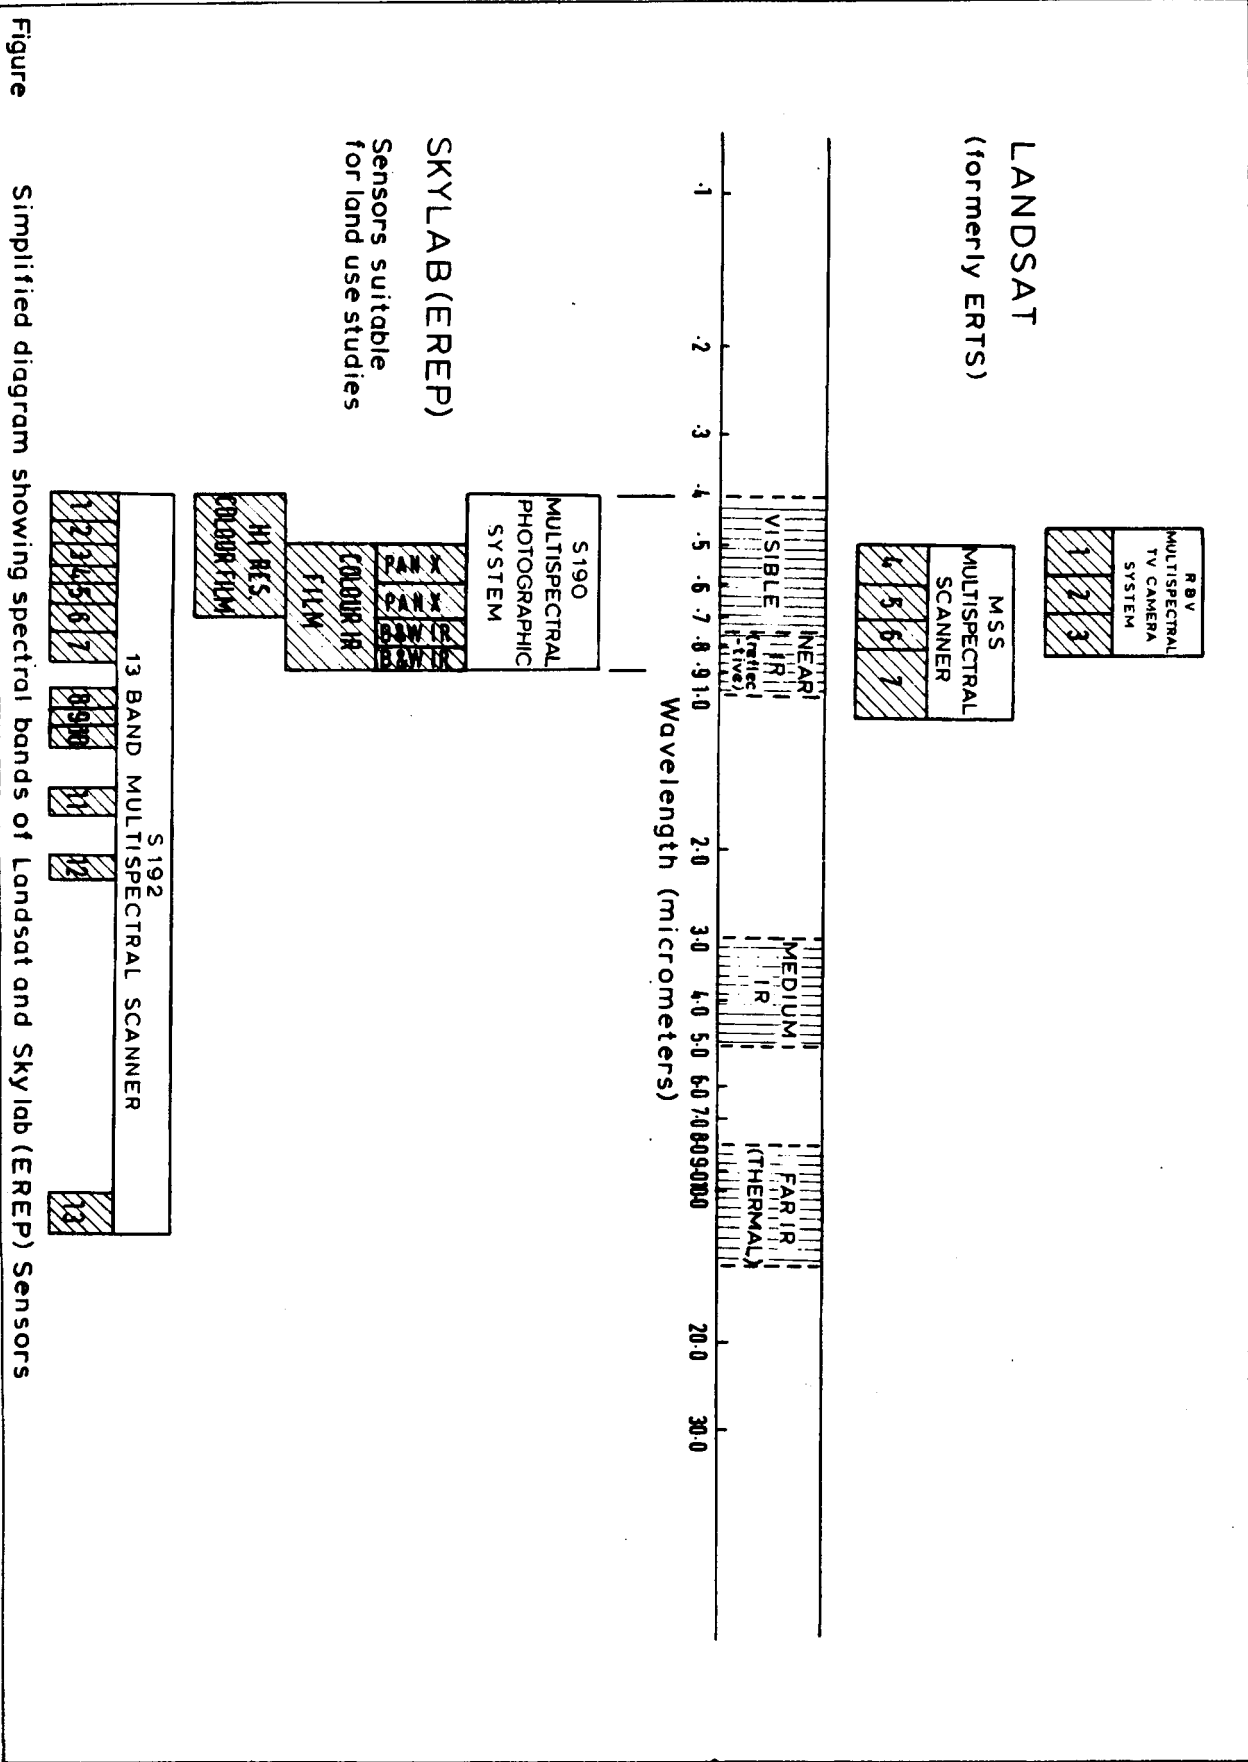 LANDSAT
(formerly ERTS)
RBV
MULTISPECTRAL
TV CAMERA
SYSTEM
1 2 3
MSS
MULTISPECTRAL
SCANNER
4 5 6 7
VISIBLE
NEAR
IR
(reflec
-tive)
MEDIUM
IR
FAR IR
(THERMAL)
·1 ·2 ·3 ·4 ·5 ·6 ·7 ·8 ·9 1·0 2·0 3·0 4·0 5·0 6·0 7·0 8·0 9·0 10·0 20·0 30·0
Wavelength (micrometers)
SKYLAB (EREP)
Sensors suitable
for land use studies
S190
MULTISPECTRAL
PHOTOGRAPHIC
SYSTEM
PAN X PAN X B&W IR B&W IR
COLOUR IR
FILM
HI RES.
COLOUR FILM
S192
13 BAND MULTISPECTRAL SCANNER
1 2 3 4 5 6 7 8 9 10 11 12 13
Figure Simplified diagram showing spectral bands of Landsat and Skylab (EREP) Sensors